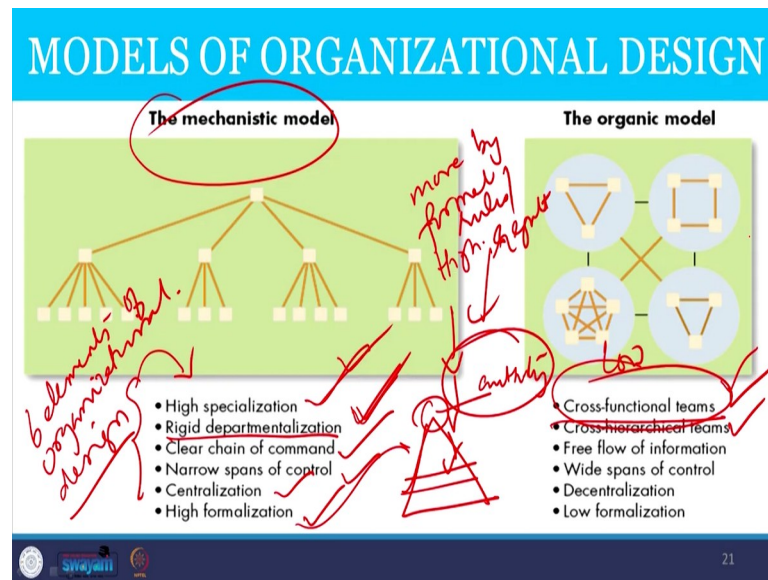 MODELS OF ORGANIZATIONAL DESIGN
The mechanistic model
The organic model
more by
formal
rules/
High
6 elements of
organizational
design
authority
Low
• High specialization
• Rigid departmentalization
• Clear chain of command
• Narrow spans of control
• Centralization
• High formalization
• Cross-functional teams
• Cross-hierarchical teams
• Free flow of information
• Wide spans of control
• Decentralization
• Low formalization
swayam
21